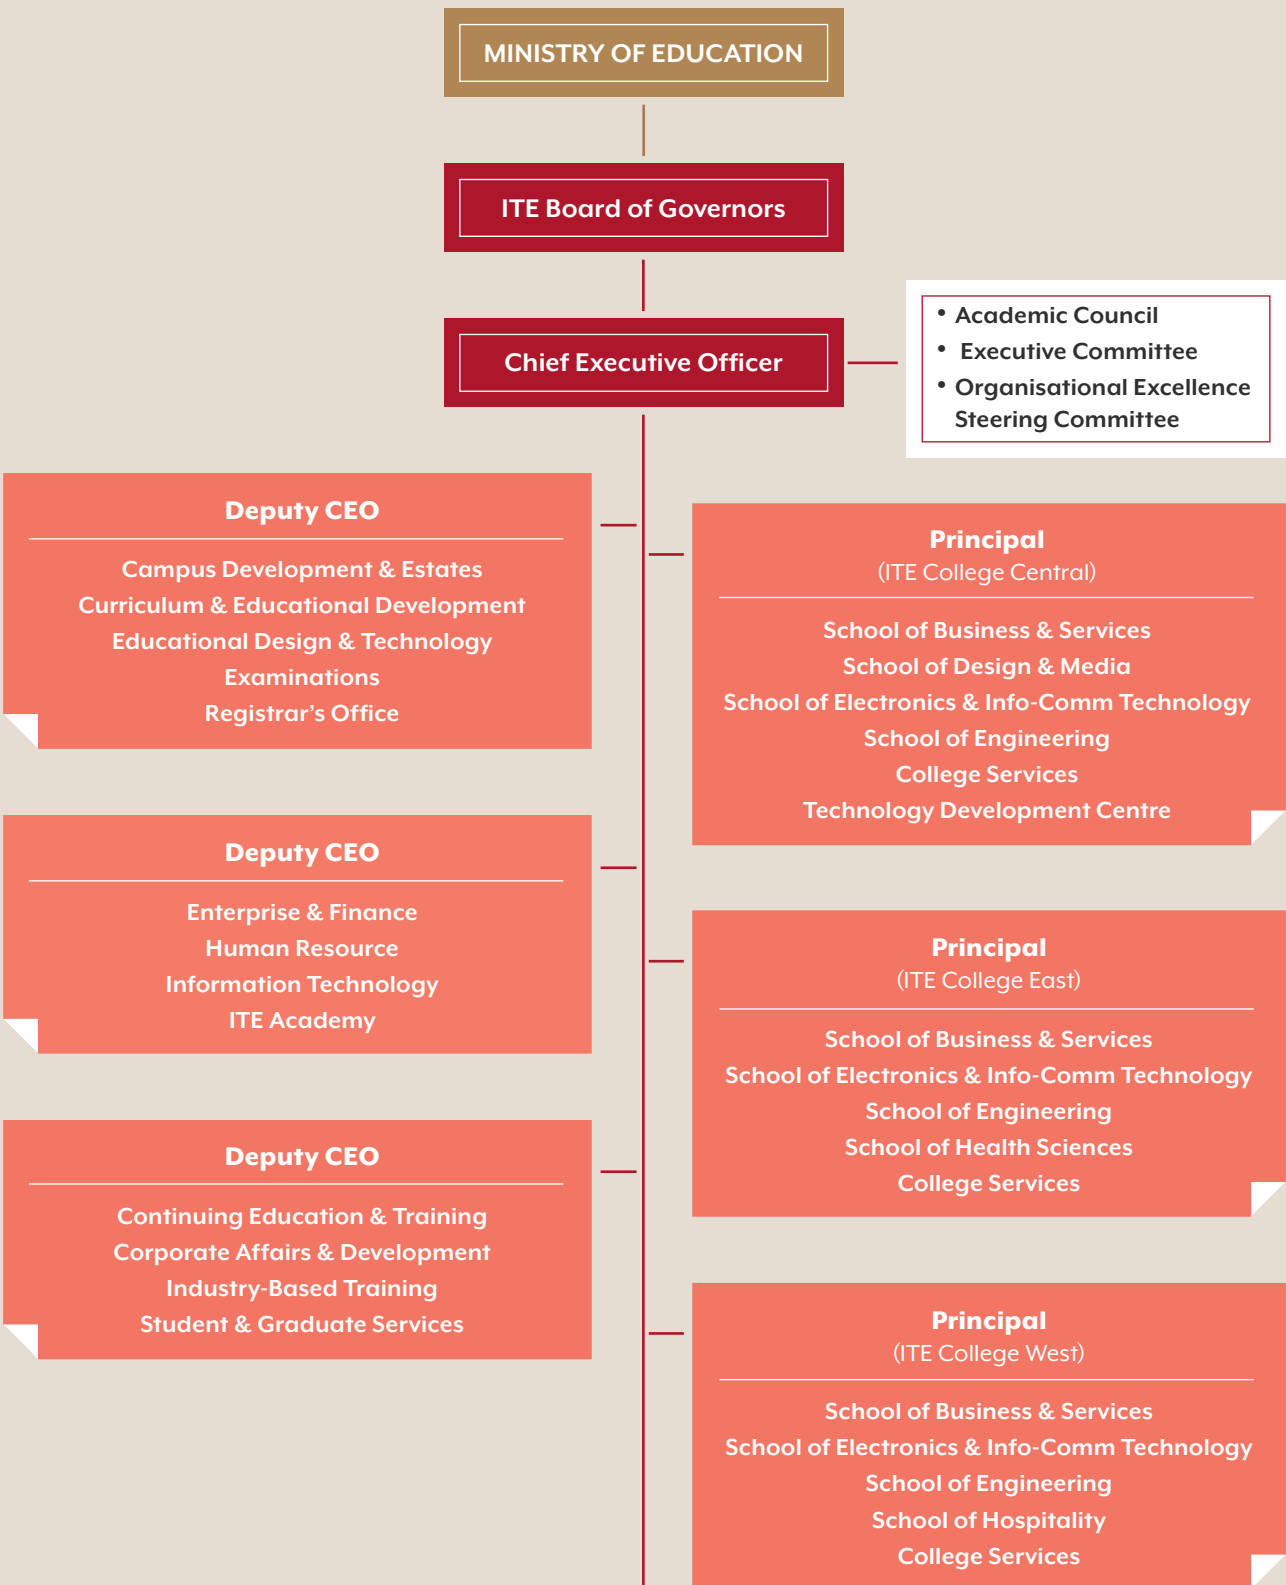 MINISTRY OF EDUCATION
ITE Board of Governors
Chief Executive Officer
• Academic Council
• Executive Committee
• Organisational Excellence
Steering Committee
Deputy CEO
Campus Development & Estates
Curriculum & Educational Development
Educational Design & Technology
Examinations
Registrar’s Office
Principal
(ITE College Central)
School of Business & Services
School of Design & Media
School of Electronics & Info-Comm Technology
School of Engineering
College Services
Technology Development Centre
Deputy CEO
Enterprise & Finance
Human Resource
Information Technology
ITE Academy
Principal
(ITE College East)
School of Business & Services
School of Electronics & Info-Comm Technology
School of Engineering
School of Health Sciences
College Services
Deputy CEO
Continuing Education & Training
Corporate Affairs & Development
Industry-Based Training
Student & Graduate Services
Principal
(ITE College West)
School of Business & Services
School of Electronics & Info-Comm Technology
School of Engineering
School of Hospitality
College Services